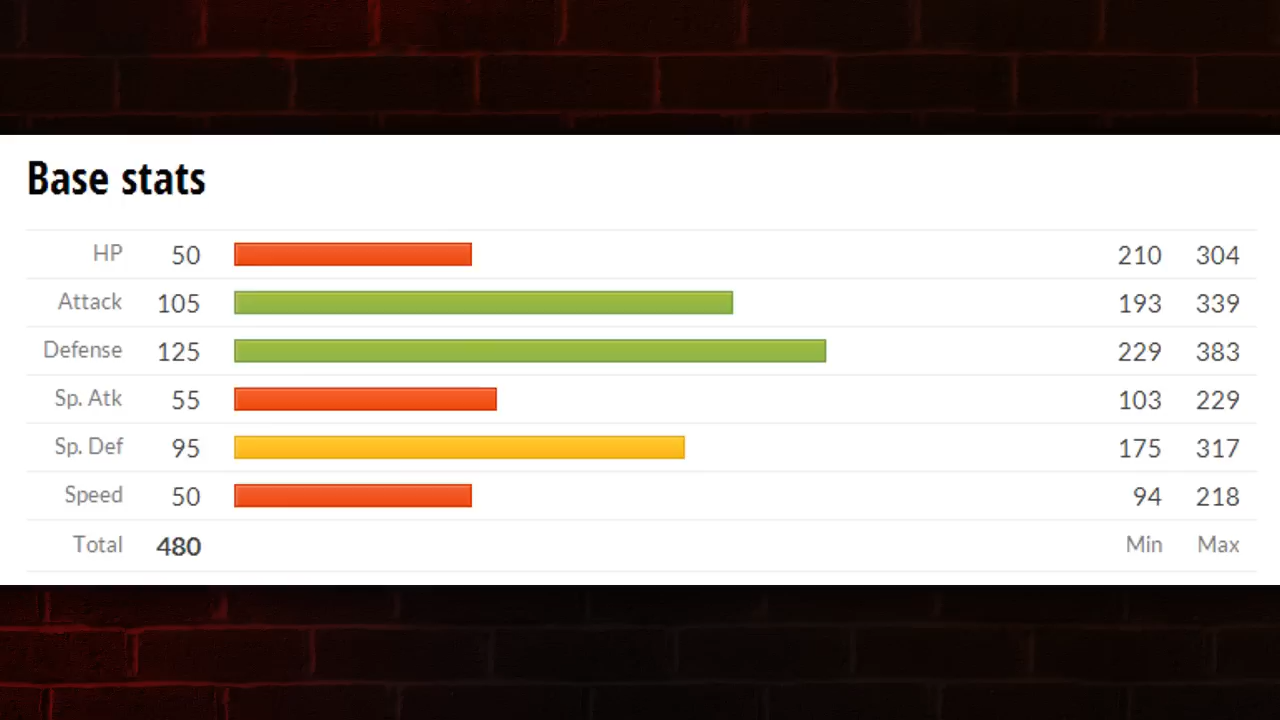 Base stats
HP 50 210 304
Attack 105 193 339
Defense 125 229 383
Sp. Atk 55 103 229
Sp. Def 95 175 317
Speed 50 94 218
Total 480 Min Max